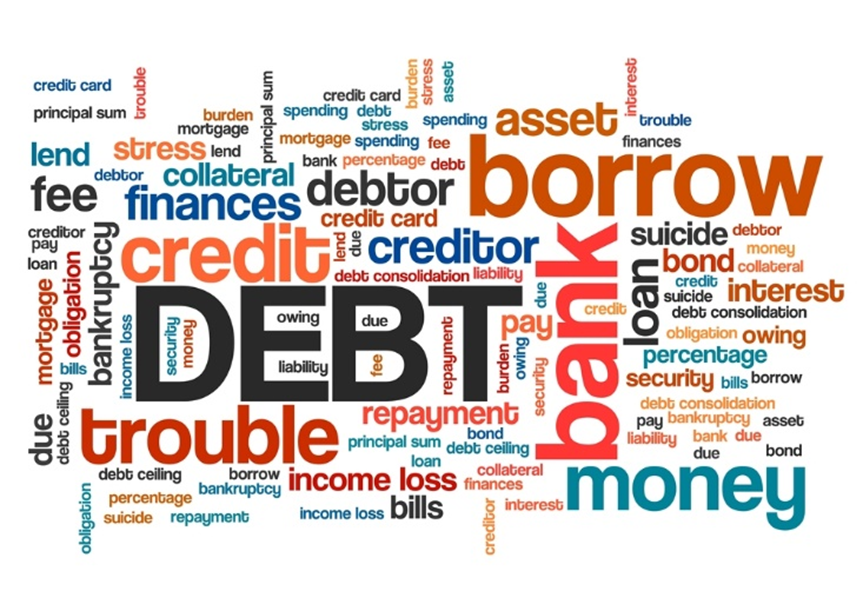 credit card
trouble
principal sum
principal sum
burden
mortgage
credit card
spending
debt
stress
burden
stress
asset
spending
asset
interest
trouble
lend
stress
lend
mortgage
spending
fee
finances
bank
percentage
debt
borrow
fee
debtor
collateral
finances
debtor
credit card
creditor
pay
loan
bankruptcy
credit
lend
due
creditor
suicide
debtor
money
obligation
mortgage
debt consolidation
liability
bank
loan
bond
collateral
credit
suicide
interest
debt consolidation
DEBT
owing
due
due
credit
income loss
security
money
repayment
pay
obligation
owing
burden
owing
percentage
bills
liability
fee
security
security
bills
borrow
due
debt ceiling
trouble
repayment
debt consolidation
pay
bankruptcy
asset
principal sum
bond
debt ceiling
liability
bank
due
due
bond
loan
debt ceiling
borrow
income loss
collateral
finances
money
obligation
percentage
bankruptcy
suicide
repayment
income loss
bills
creditor
interest